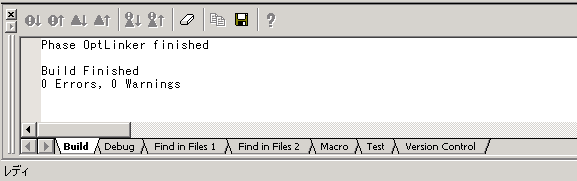 Phase OptLinker finished
Build Finished
0 Errors, 0 Warnings
Build Debug Find in Files 1 Find in Files 2 Macro Test Version Control
レディ